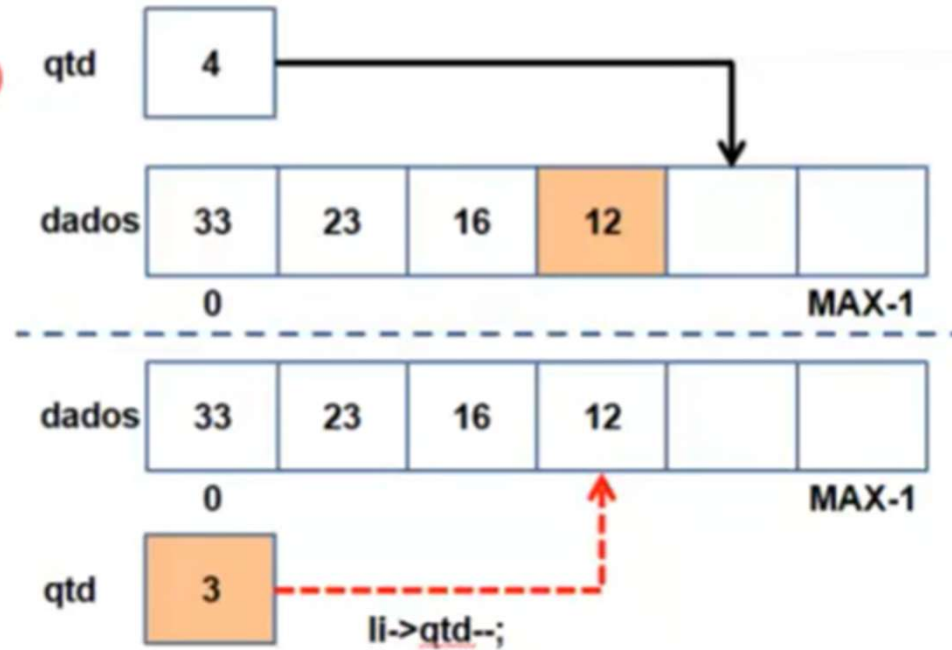 qtd 4
dados 33 23 16 12
0 MAX-1
dados 33 23 16 12
0 MAX-1
qtd 3
li->qtd--;